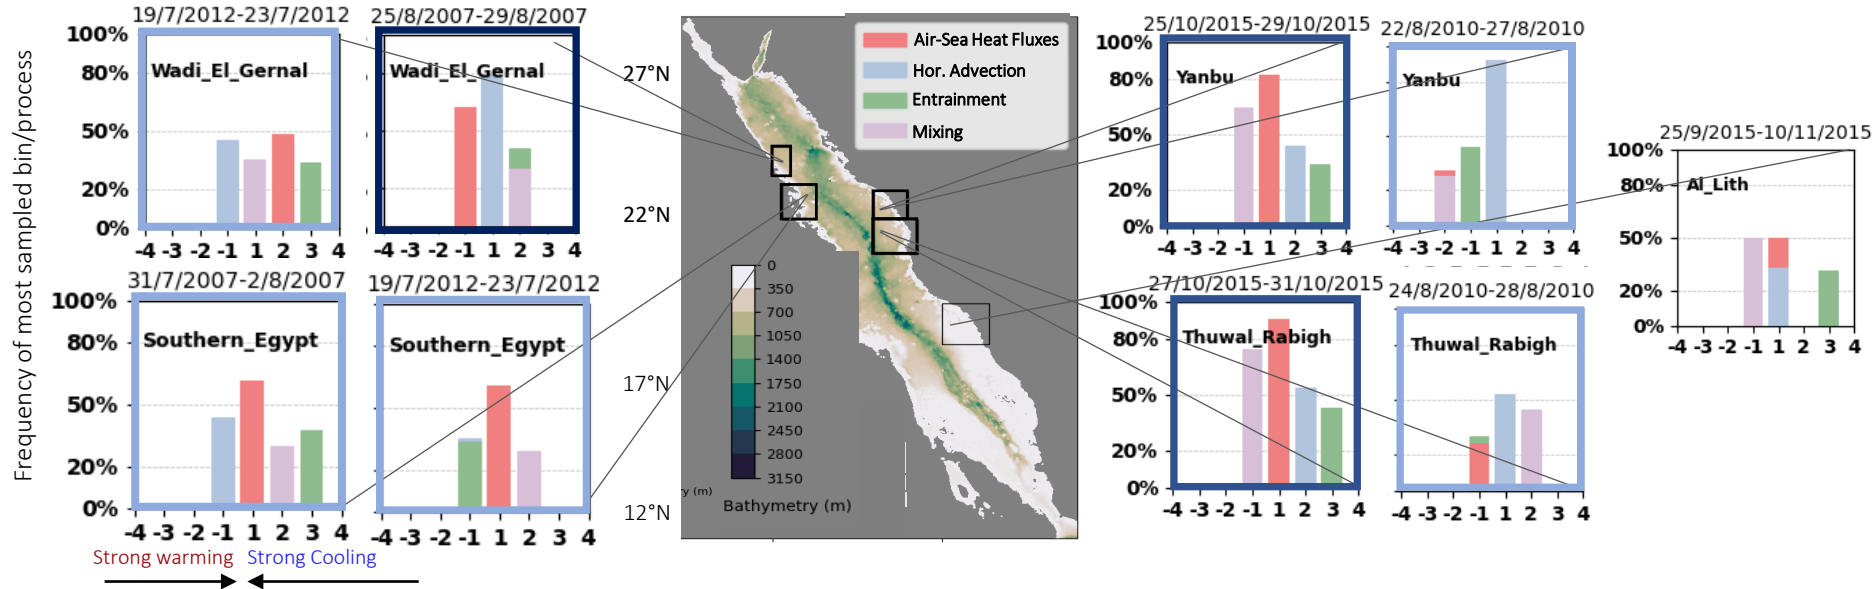 Frequency of most sampled bin/process
19/7/2012-23/7/2012
100%
80%
50%
20%
0%
Wadi_El_Gernal
-4 -3 -2 -1 1 2 3 4
25/8/2007-29/8/2007
Wadi_El_Gernal
-4 -3 -2 -1 1 2 3 4
31/7/2007-2/8/2007
100%
80%
50%
20%
0%
Southern_Egypt
-4 -3 -2 -1 1 2 3 4
19/7/2012-23/7/2012
Southern_Egypt
-4 -3 -2 -1 1 2 3 4
Strong warming
Strong Cooling
27°N
22°N
17°N
12°N
Air-Sea Heat Fluxes
Hor. Advection
Entrainment
Mixing
0
350
700
1050
1400
1750
2100
2450
2800
3150
ry (m)
Bathymetry (m)
25/10/2015-29/10/2015
100%
80%
50%
20%
0%
Yanbu
-4 -3 -2 -1 1 2 3 4
22/8/2010-27/8/2010
Yanbu
-4 -3 -2 -1 1 2 3 4
27/10/2015-31/10/2015
100%
80%
50%
20%
0%
Thuwal_Rabigh
-4 -3 -2 -1 1 2 3 4
24/8/2010-28/8/2010
Thuwal_Rabigh
-4 -3 -2 -1 1 2 3 4
25/9/2015-10/11/2015
100%
80%
50%
20%
0%
Al_Lith
-4 -3 -2 -1 1 2 3 4